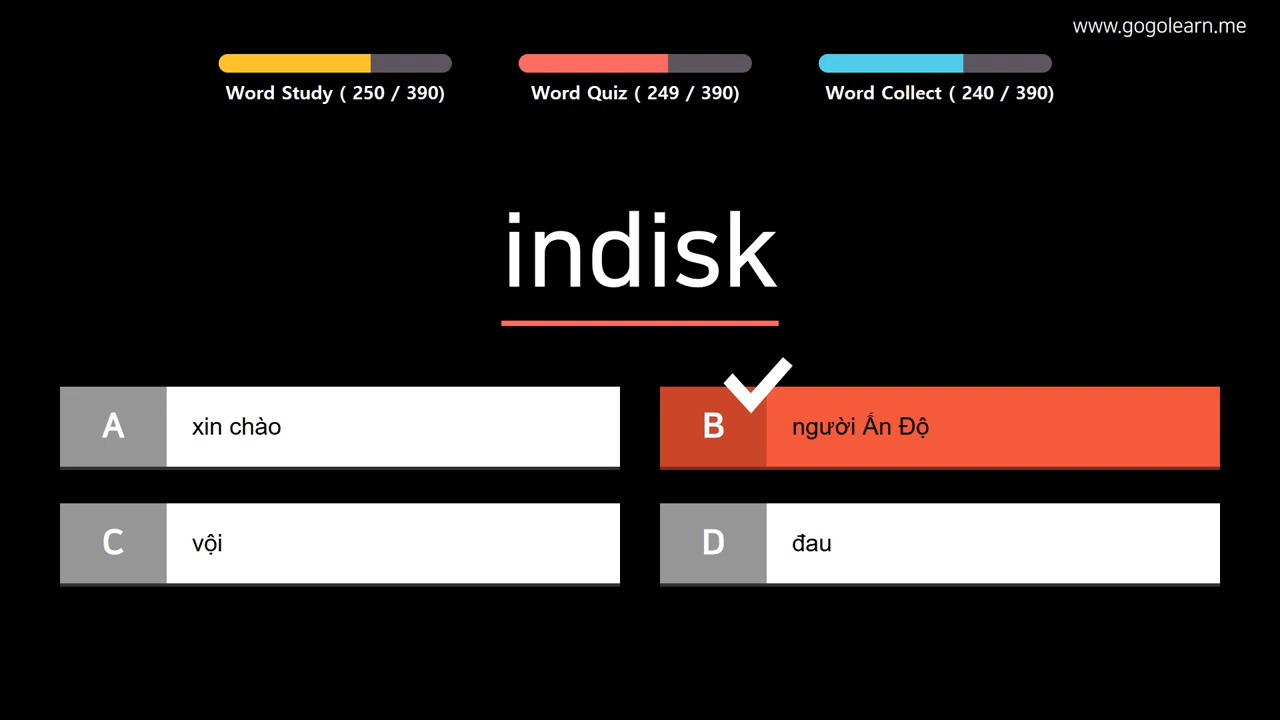 www.gogolearn.me
Word Study ( 250 / 390)
Word Quiz ( 249 / 390)
Word Collect ( 240 / 390)
indisk
A
xin chào
B
người Ấn Độ
C
vội
D
đau